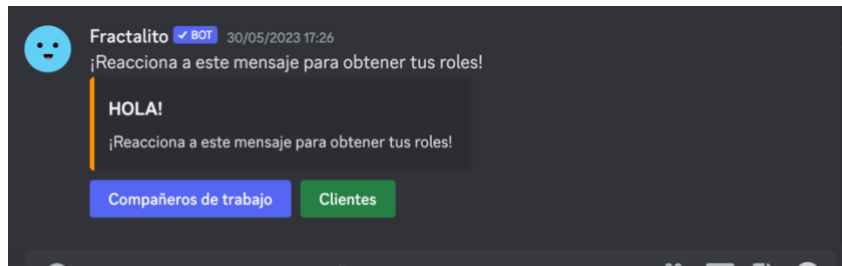 Fractalito ✓ BOT 30/05/2023 17:26
¡Reacciona a este mensaje para obtener tus roles!
HOLA!
¡Reacciona a este mensaje para obtener tus roles!
Compañeros de trabajo Clientes